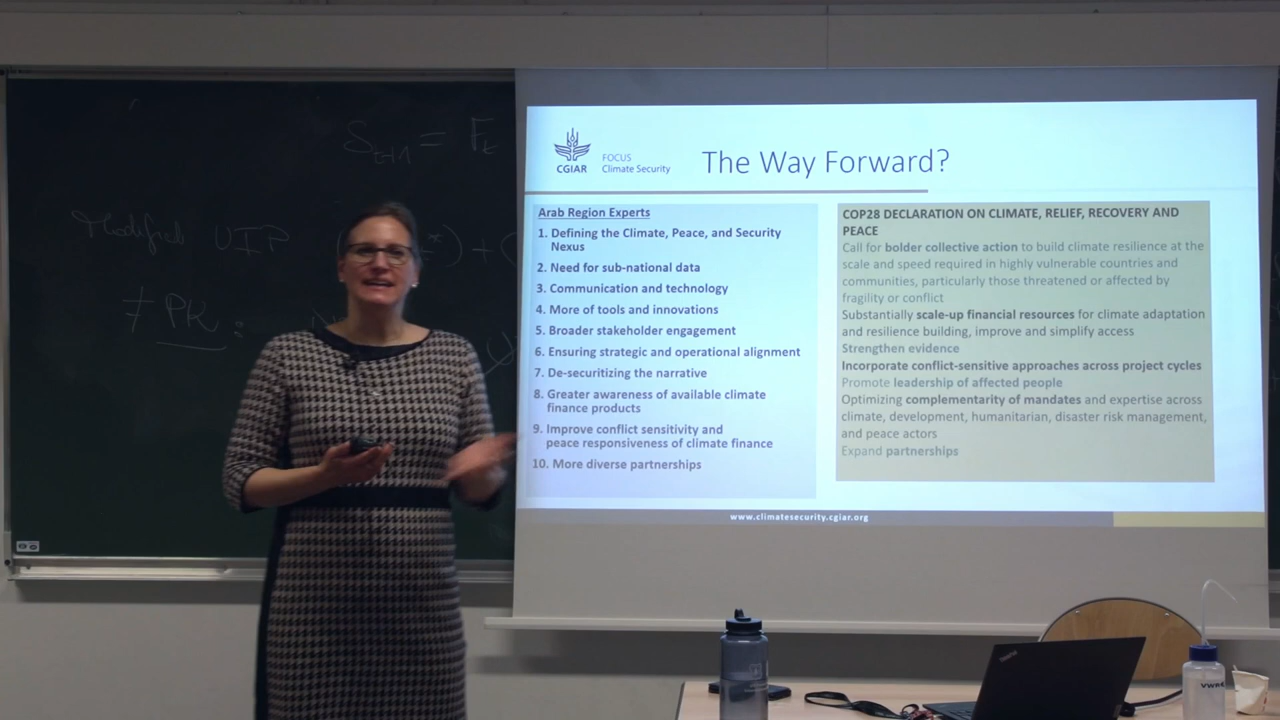 S_{t+1} = F_t
Modified UIP
≠ PK :
CGIAR
FOCUS
Climate Security
The Way Forward?
Arab Region Experts
1. Defining the Climate, Peace, and Security
Nexus
2. Need for sub-national data
3. Communication and technology
4. More of tools and innovations
5. Broader stakeholder engagement
6. Ensuring strategic and operational alignment
7. De-securitizing the narrative
8. Greater awareness of available climate
finance products
9. Improve conflict sensitivity and
peace responsiveness of climate finance
10. More diverse partnerships
COP28 DECLARATION ON CLIMATE, RELIEF, RECOVERY AND
PEACE
Call for bolder collective action to build climate resilience at the
scale and speed required in highly vulnerable countries and
communities, particularly those threatened or affected by
fragility or conflict
Substantially scale-up financial resources for climate adaptation
and resilience building, improve and simplify access
Strengthen evidence
Incorporate conflict-sensitive approaches across project cycles
Promote leadership of affected people
Optimizing complementarity of mandates and expertise across
climate, development, humanitarian, disaster risk management,
and peace actors
Expand partnerships
www.climatesecurity.cgiar.org
ThinkPad
VWR